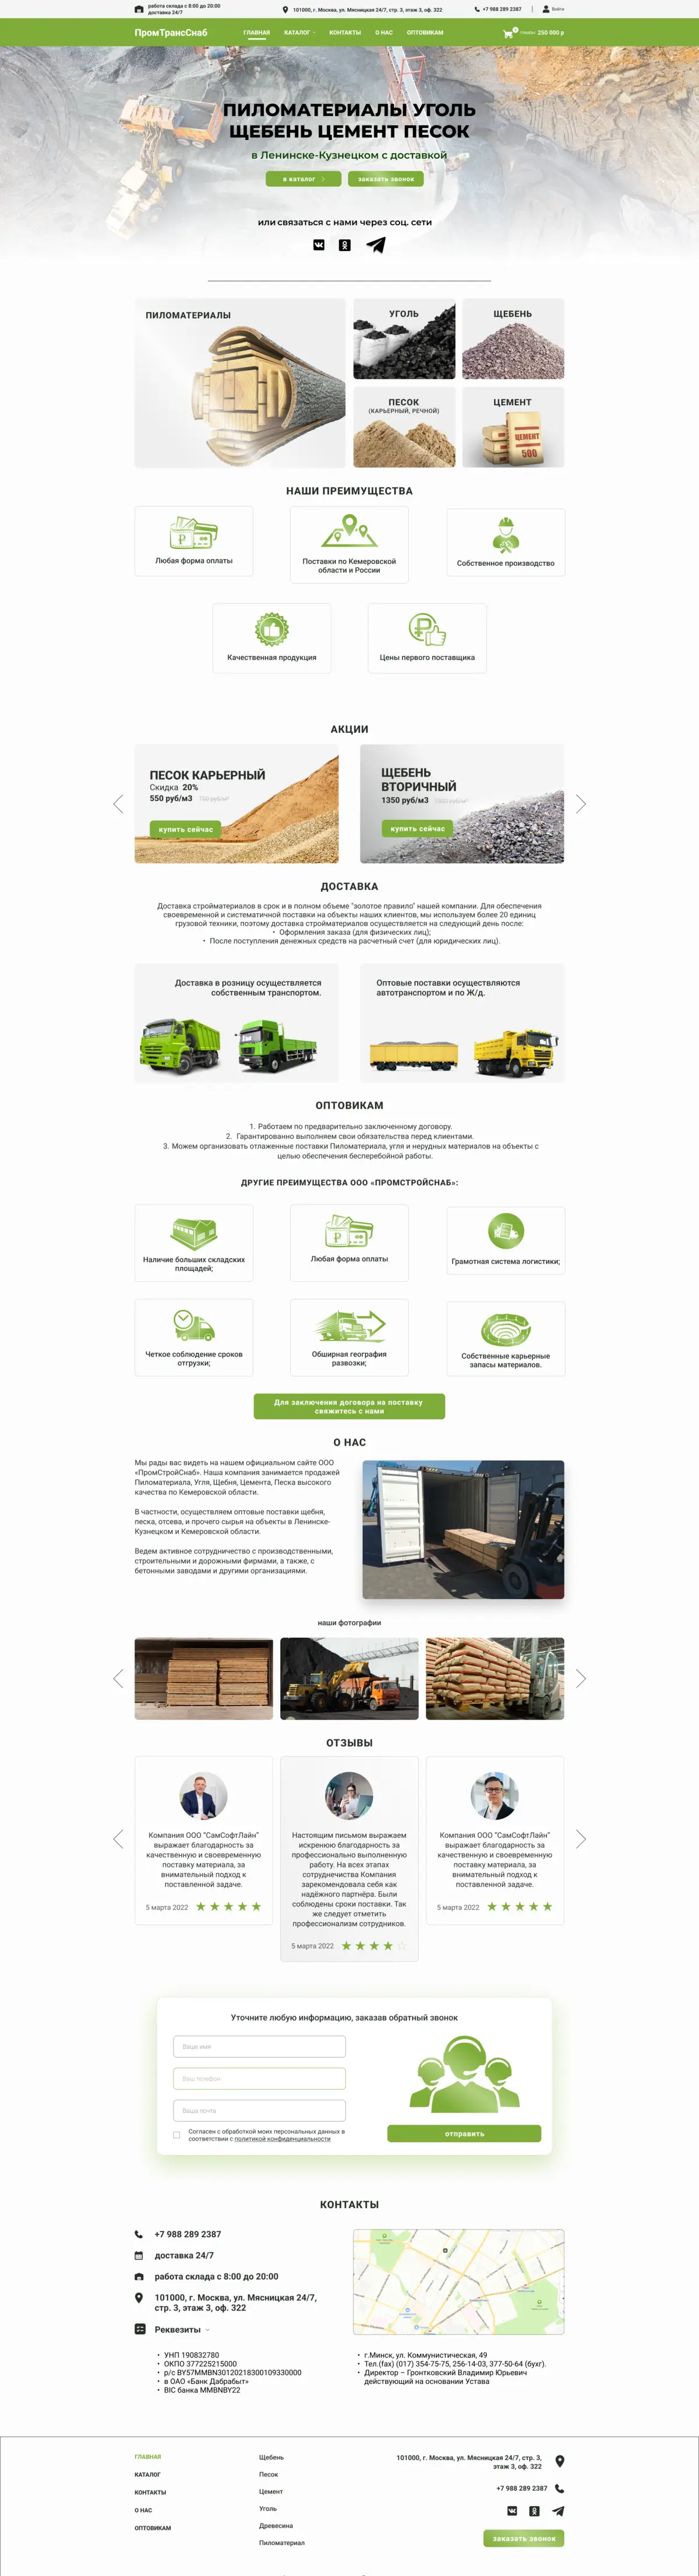 работа склада с 8:00 до 20:00
доставка 24/7
101000, г. Москва, ул. Мясницкая 24/7, стр. 3, этаж 3, оф. 322
+7 988 289 2387
Войти
ПромТрансСнаб
ГЛАВНАЯ
КАТАЛОГ
КОНТАКТЫ
О НАС
ОПТОВИКАМ
250 000 р
ПИЛОМАТЕРИАЛЫ УГОЛЬ
ЩЕБЕНЬ ЦЕМЕНТ ПЕСОК
в Ленинске-Кузнецком с доставкой
в каталог
заказать звонок
или связаться с нами через соц. сети
ПИЛОМАТЕРИАЛЫ
УГОЛЬ
ЩЕБЕНЬ
ПЕСОК
(КАРЬЕРНЫЙ, РЕЧНОЙ)
ЦЕМЕНТ
ЦЕМЕНТ
500
НАШИ ПРЕИМУЩЕСТВА
Любая форма оплаты
Поставки по Кемеровской
области и России
Собственное производство
Качественная продукция
Цены первого поставщика
АКЦИИ
ПЕСОК КАРЬЕРНЫЙ
Скидка 20%
550 руб/м3
купить сейчас
ЩЕБЕНЬ
ВТОРИЧНЫЙ
1350 руб/м3
купить сейчас
ДОСТАВКА
Доставка стройматериалов в срок и в полном объеме "золотое правило" нашей компании. Для обеспечения
своевременной и систематичной поставки на объекты наших клиентов, мы используем более 20 единиц
грузовой техники, поэтому доставка стройматериалов осуществляется на следующий день после:
• Оформления заказа (для физических лиц);
• После поступления денежных средств на расчетный счет (для юридических лиц).
Доставка в розницу осуществляется
собственным транспортом.
Оптовые поставки осуществляются
автотранспортом и по Ж/д.
ОПТОВИКАМ
1. Работаем по предварительно заключенному договору.
2. Гарантированно выполняем свои обязательства перед клиентами.
3. Можем организовать отлаженные поставки Пиломатериала, угля и нерудных материалов на объекты с
целью обеспечения бесперебойной работы.
ДРУГИЕ ПРЕИМУЩЕСТВА ООО «ПРОМСТРОЙСНАБ»:
Наличие больших складских
площадей;
Любая форма оплаты
Грамотная система логистики;
Четкое соблюдение сроков
отгрузки;
Обширная география
развозки;
Собственные карьерные
запасы материалов.
Для заключения договора на поставку
свяжитесь с нами
О НАС
Мы рады вас видеть на нашем официальном сайте ООО
«ПромСтройСнаб». Наша компания занимается продажей
Пиломатериала, Угля, Щебня, Цемента, Песка высокого
качества по Кемеровской области.
В частности, осуществляем оптовые поставки щебня,
песка, отсева, и прочего сырья на объекты в Ленинске-
Кузнецком и Кемеровской области.
Ведем активное сотрудничество с производственными,
строительными и дорожными фирмами, а также, с
бетонными заводами и другими организациями.
наши фотографии
ОТЗЫВЫ
Компания ООО "СамСофтЛайн"
выражает благодарность за
качественную и своевременную
поставку материала, за
внимательный подход к
поставленной задаче.
5 марта 2022
Настоящим письмом выражаем
искреннюю благодарность за
профессионально выполненную
работу. На всех этапах
сотрудничества Компания
зарекомендовала себя как
надёжного партнёра. Были
соблюдены сроки поставки. Так
же следует отметить
профессионализм сотрудников.
5 марта 2022
Компания ООО "СамСофтЛайн"
выражает благодарность за
качественную и своевременную
поставку материала, за
внимательный подход к
поставленной задаче.
5 марта 2022
Уточните любую информацию, заказав обратный звонок
Ваше имя
Ваш телефон
Ваша почта
Согласен с обработкой моих персональных данных в
соответствии с политикой конфиденциальности
отправить
КОНТАКТЫ
+7 988 289 2387
доставка 24/7
работа склада с 8:00 до 20:00
101000, г. Москва, ул. Мясницкая 24/7,
стр. 3, этаж 3, оф. 322
Реквезиты
• УНП 190832780
• ОКПО 377225215000
• р/с BY57MMBN30120218300109330000
• в ОАО «Банк Дабрабыт»
• BIC банка MMBNBY22
• г.Минск, ул. Коммунистическая, 49
• Тел.(fax) (017) 354-75-75, 256-14-03, 377-50-64 (бухг).
• Директор – Гронтковский Владимир Юрьевич
действующий на основании Устава
ГЛАВНАЯ
КАТАЛОГ
КОНТАКТЫ
О НАС
ОПТОВИКАМ
Щебень
Песок
Цемент
Уголь
Древесина
Пиломатериал
101000, г. Москва, ул. Мясницкая 24/7, стр. 3,
этаж 3, оф. 322
+7 988 289 2387
заказать звонок